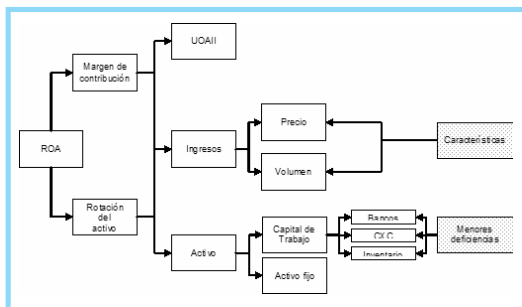 UOAII
Margen de
contribución
Precio
ROA
Ingresos
Características
Volumen
Rotación
del
activo
Capital de
Trabajo
Bancos
CXC
Inventario
Menores
deficiencias
Activo
Activo fijo